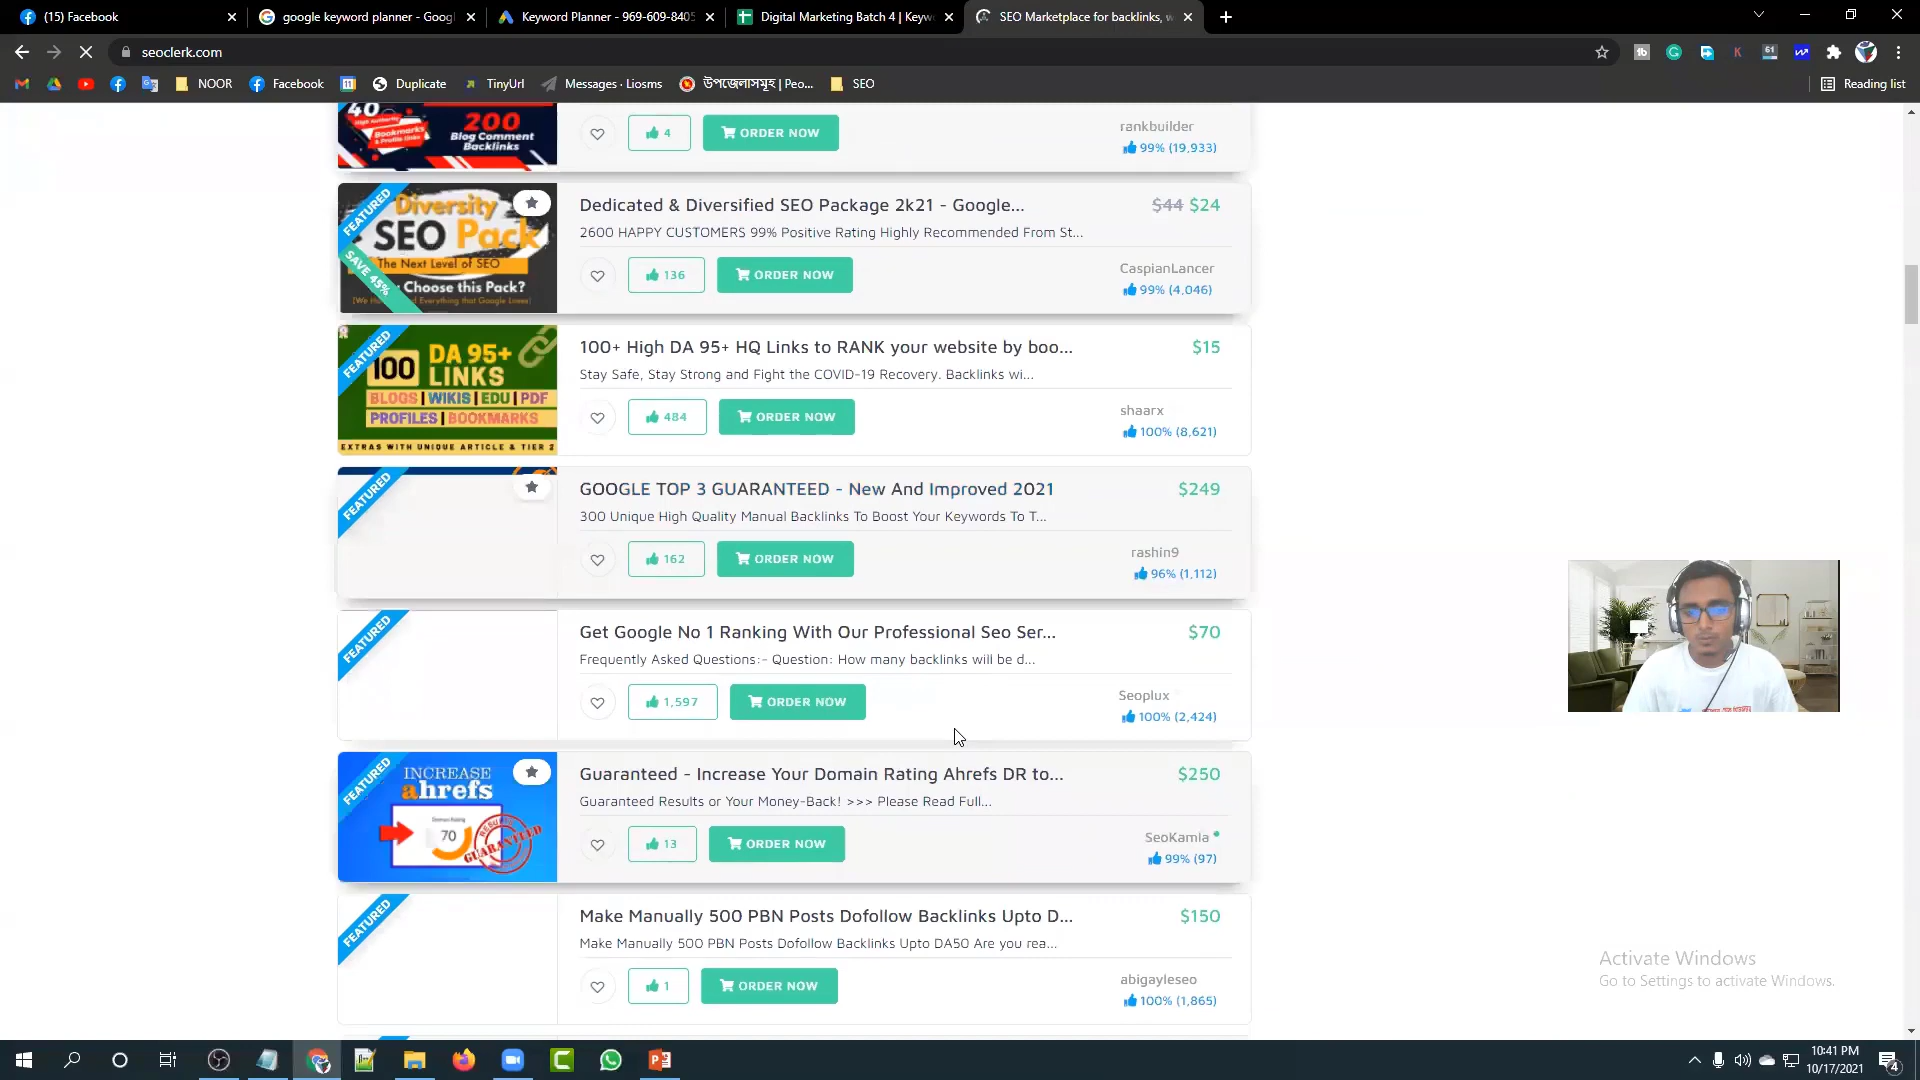 (15) Facebook
google keyword planner - Googl
Keyword Planner - 969-609-8405
Digital Marketing Batch 4 | Keyw
SEO Marketplace for backlinks, w
seoclerk.com
NOOR
Facebook
Duplicate
TinyUrl
Messages · Liosms
উপজেলাসমূহ | Peo...
SEO
Reading list
40
Bookmarks
& Profile Links
200
Blog Comment
Backlinks
4
ORDER NOW
rankbuilder
99% (19,933)
FEATURED
SAVE 45%
Diversity
SEO Pack
The Next Level of SEO
Choose this Pack?
Dedicated & Diversified SEO Package 2k21 - Google...
$44 $24
2600 HAPPY CUSTOMERS 99% Positive Rating Highly Recommended From St...
136
ORDER NOW
CaspianLancer
99% (4,046)
FEATURED
100 DA 95+
LINKS
BLOGS | WIKIS | EDU | PDF
PROFILES | BOOKMARKS
EXTRAS WITH UNIQUE ARTICLE & TIER 2
100+ High DA 95+ HQ Links to RANK your website by boo...
$15
Stay Safe, Stay Strong and Fight the COVID-19 Recovery. Backlinks wi...
484
ORDER NOW
shaarx
100% (8,621)
FEATURED
GOOGLE TOP 3 GUARANTEED - New And Improved 2021
$249
300 Unique High Quality Manual Backlinks To Boost Your Keywords To T...
162
ORDER NOW
rashin9
96% (1,112)
FEATURED
Get Google No 1 Ranking With Our Professional Seo Ser...
$70
Frequently Asked Questions:- Question: How many backlinks will be d...
1,597
ORDER NOW
Seoplux
100% (2,424)
FEATURED
INCREASE
ahrefs
70
RESULTS
GUARANTEED
Guaranteed - Increase Your Domain Rating Ahrefs DR to...
$250
Guaranteed Results or Your Money-Back! >>> Please Read Full...
13
ORDER NOW
SeoKamia
99% (97)
FEATURED
Make Manually 500 PBN Posts Dofollow Backlinks Upto D...
$150
Make Manually 500 PBN Posts Dofollow Backlinks Upto DA50 Are you rea...
1
ORDER NOW
abigayleseo
100% (1,865)
Activate Windows
Go to Settings to activate Windows.
10:41 PM
10/17/2021
4